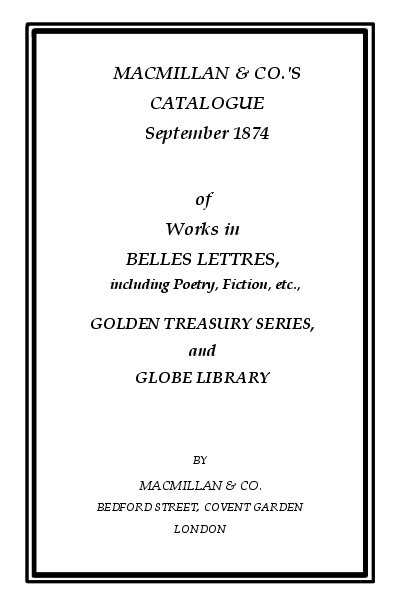 MACMILLAN & CO.'S
CATALOGUE
September 1874
of
Works in
BELLES LETTRES,
including Poetry, Fiction, etc.,
GOLDEN TREASURY SERIES,
and
GLOBE LIBRARY
BY
MACMILLAN & CO.
BEDFORD STREET, COVENT GARDEN
LONDON